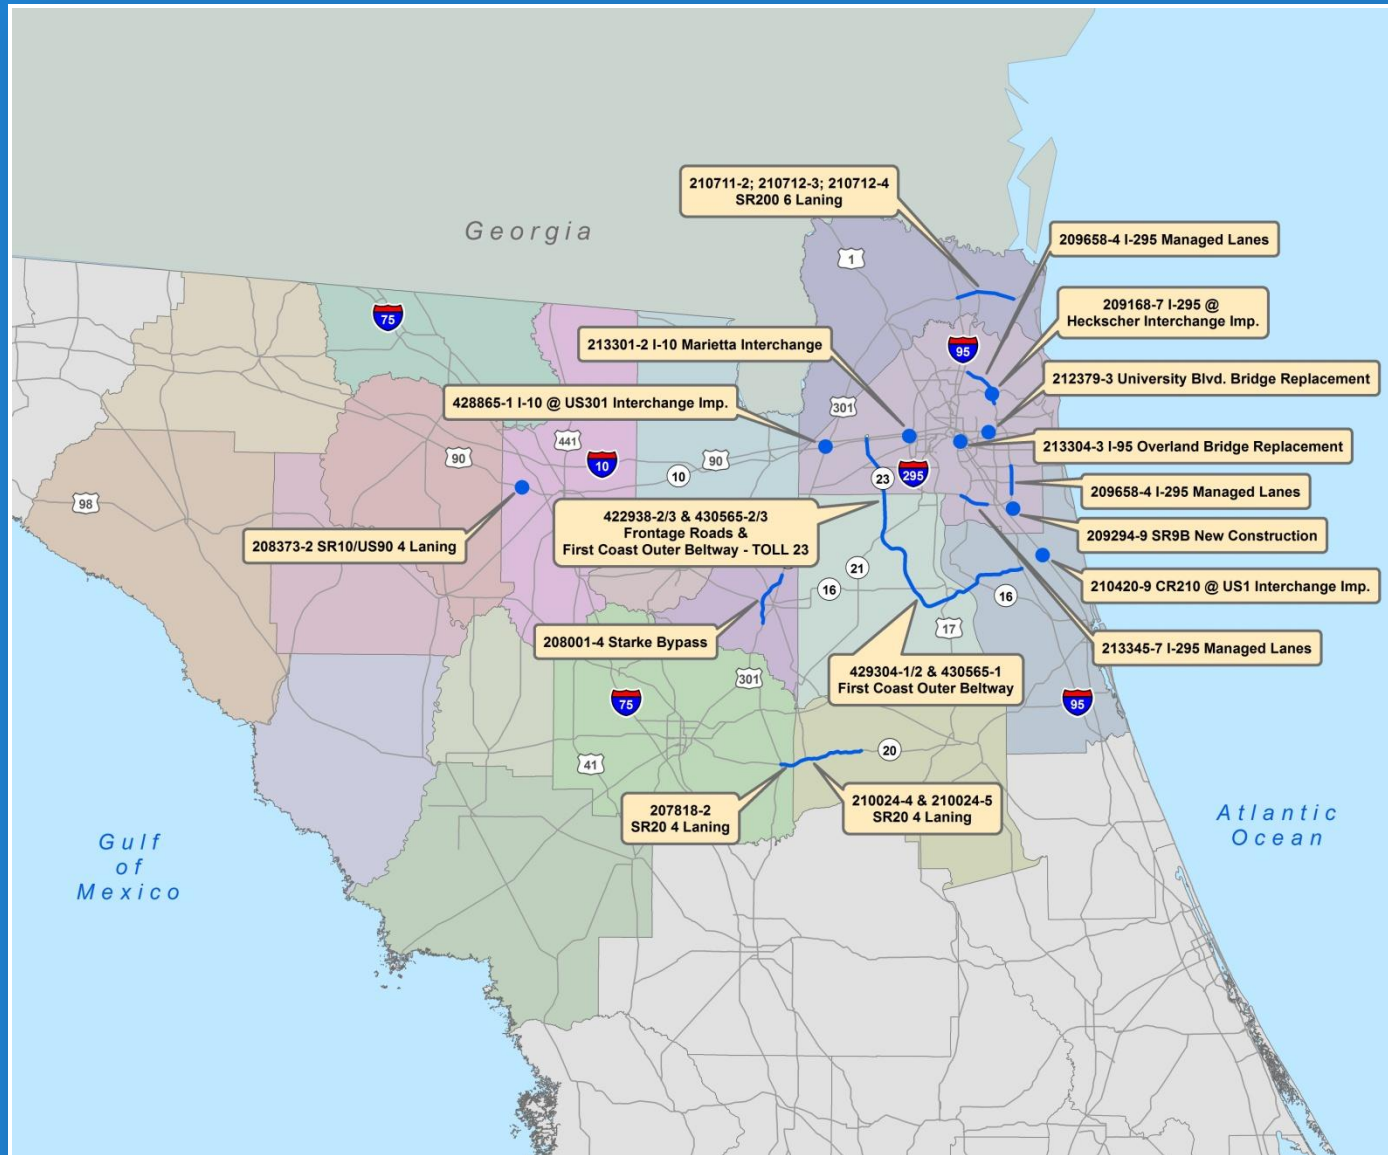 210711-2; 210712-3; 210712-4
SR200 6 Laning
Georgia
209658-4 I-295 Managed Lanes
1
209168-7 I-295 @
Heckscher Interchange Imp.
75
213301-2 I-10 Marietta Interchange
95
212379-3 University Blvd. Bridge Replacement
428865-1 I-10 @ US301 Interchange Imp.
301
441
213304-3 I-95 Overland Bridge Replacement
90
10
90
10
23
295
98
209658-4 I-295 Managed Lanes
422938-2/3 & 430565-2/3
Frontage Roads &
First Coast Outer Beltway - TOLL 23
208373-2 SR10/US90 4 Laning
209294-9 SR9B New Construction
21
16
16
210420-9 CR210 @ US1 Interchange Imp.
208001-4 Starke Bypass
17
213345-7 I-295 Managed Lanes
429304-1/2 & 430565-1
First Coast Outer Beltway
301
75
95
41
20
207818-2
SR20 4 Laning
210024-4 & 210024-5
SR20 4 Laning
Atlantic
Ocean
Gulf
of
Mexico